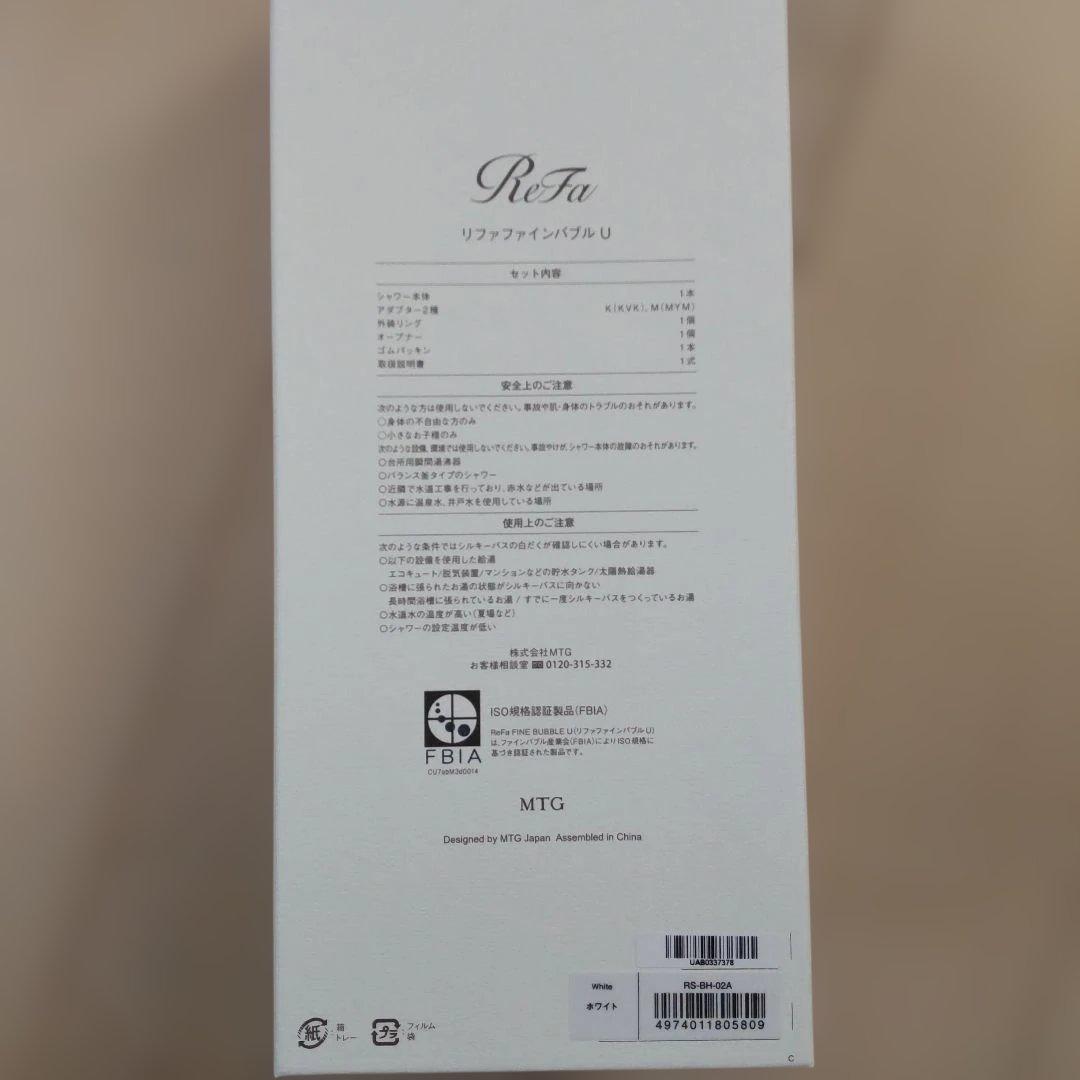 ReFa
リファファインバブル U
セット内容
シャワー本体 1本
アダプター2種 K(KVK)、M(MYM)
外装リング 1個
オープナー 1個
ゴムパッキン 1本
取扱説明書 1式
安全上のご注意
次のような方は使用しないでください。事故や肌・身体のトラブルのおそれがあります。
○身体の不自由な方のみ
○小さなお子様のみ
次のような設備、環境では使用しないでください。事故やけが、シャワー本体の故障のおそれがあります。
○台所用瞬間湯沸器
○バランス釜タイプのシャワー
○近隣で水道工事を行っており、赤水などが出ている場所
○水源に温泉水、井戸水を使用している場所
使用上のご注意
次のような条件ではシルキーバスの白だくが確認しにくい場合があります。
○以下の設備を使用した給湯
エコキュート/脱気装置/マンションなどの貯水タンク/太陽熱給湯器
○浴槽に張られたお湯の状態がシルキーバスに向かない
長時間浴槽に張られているお湯 / すでに一度シルキーバスをつくっているお湯
○水道水の温度が高い(夏場など)
○シャワーの設定温度が低い
株式会社MTG
お客様相談室 0120-315-332
ISO規格認証製品(FBIA)
ReFa FINE BUBBLE U(リファファインバブル U)
は、ファインバブル産業会(FBIA)によりISO規格に
基づき認証された製品です。
FBIA
CU7abM3d0014
MTG
Designed by MTG Japan Assembled in China
UAB0337378
White
ホワイト
RS-BH-02A
4974011805809
紙 : 箱
トレー
プラ : フィルム
袋
C